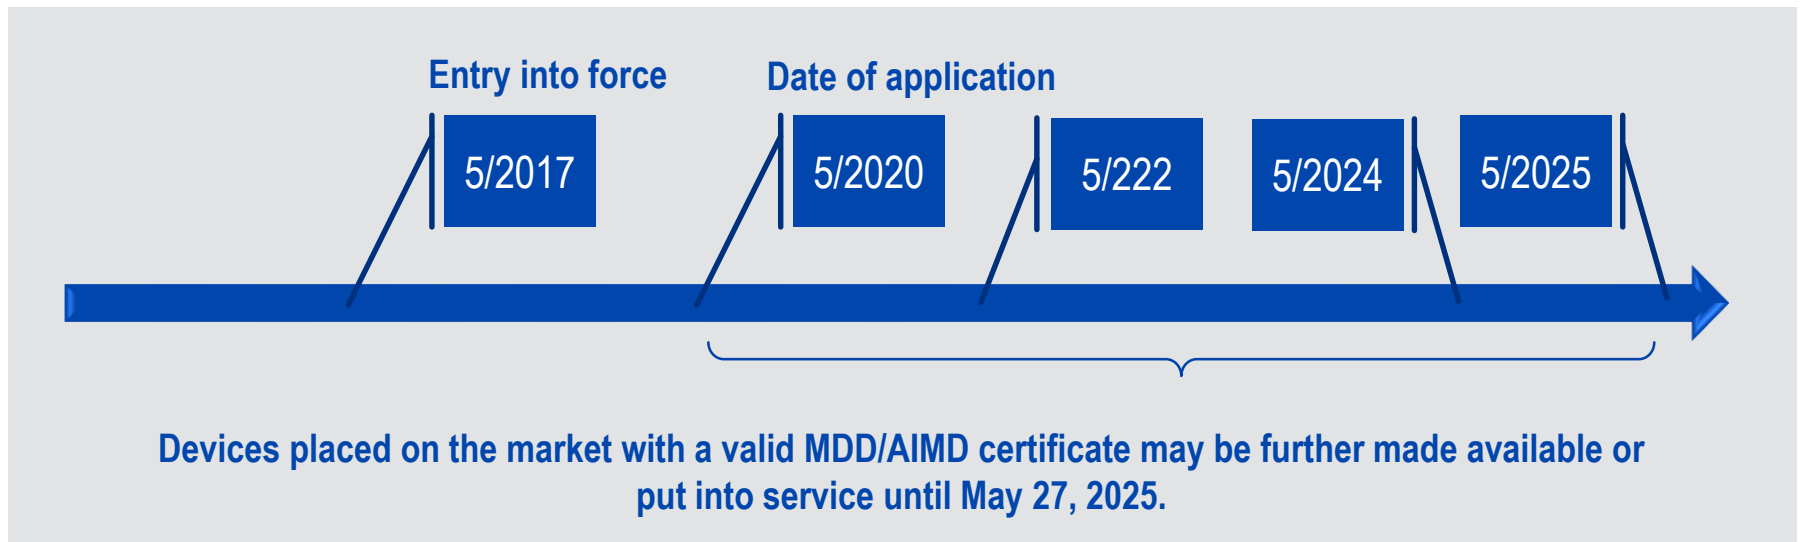 Entry into force
Date of application
5/2017
5/2020
5/222
5/2024
5/2025
Devices placed on the market with a valid MDD/AIMD certificate may be further made available or
put into service until May 27, 2025.